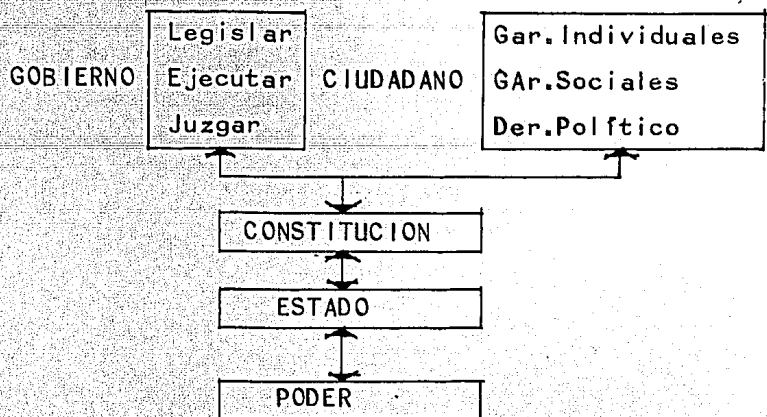 Legislar
Ejecutar
Juzgar
GOBIERNO
CIUDADANO
Gar.Individuales
GAr.Sociales
Der.Político
CONSTITUCION
ESTADO
PODER